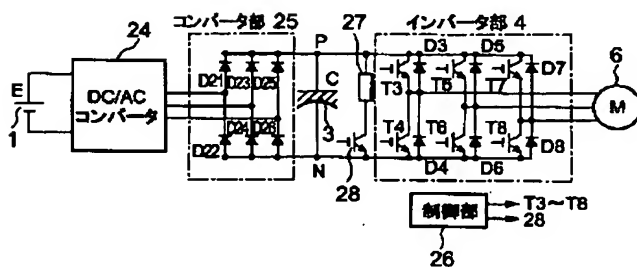 コンバータ部 25
インバータ部 4
24
27
P
D3
D5
6
E
D21
D23
D25
C
T3
T5
T7
D7
DC/AC
コンバータ
M
1
3
D24
D26
T4
T6
T8
D22
D8
N
28
D4
D6
制御部
T3~T8
28
26